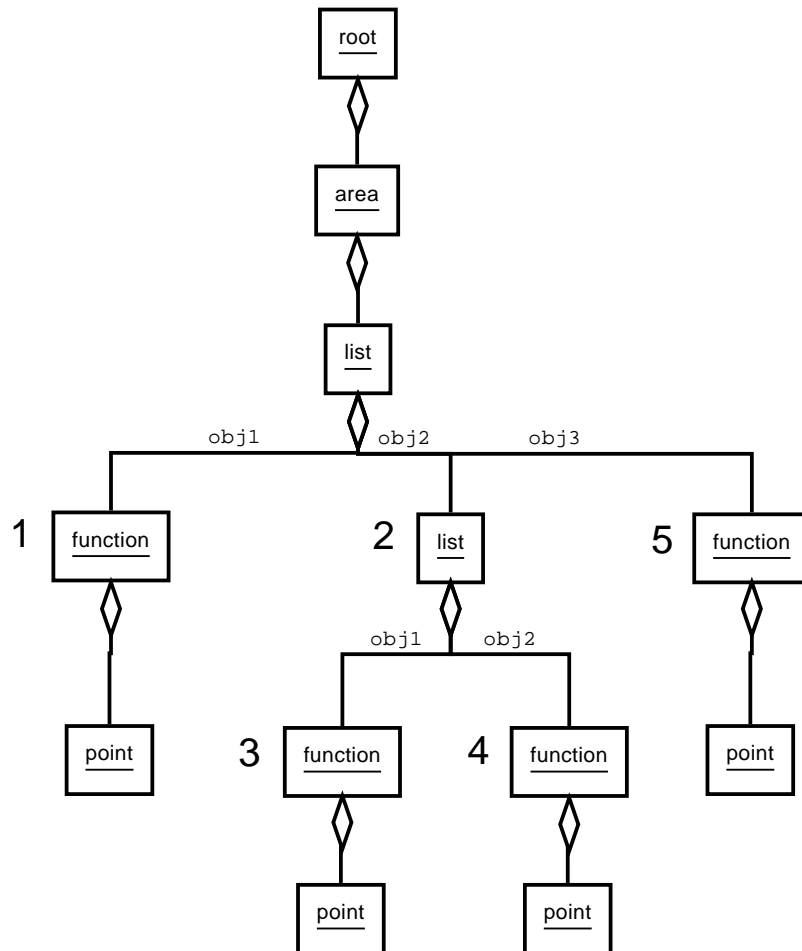 root
area
list
obj1 obj2 obj3
1 function 2 list 5 function
obj1 obj2
point 3 function 4 function point
point point